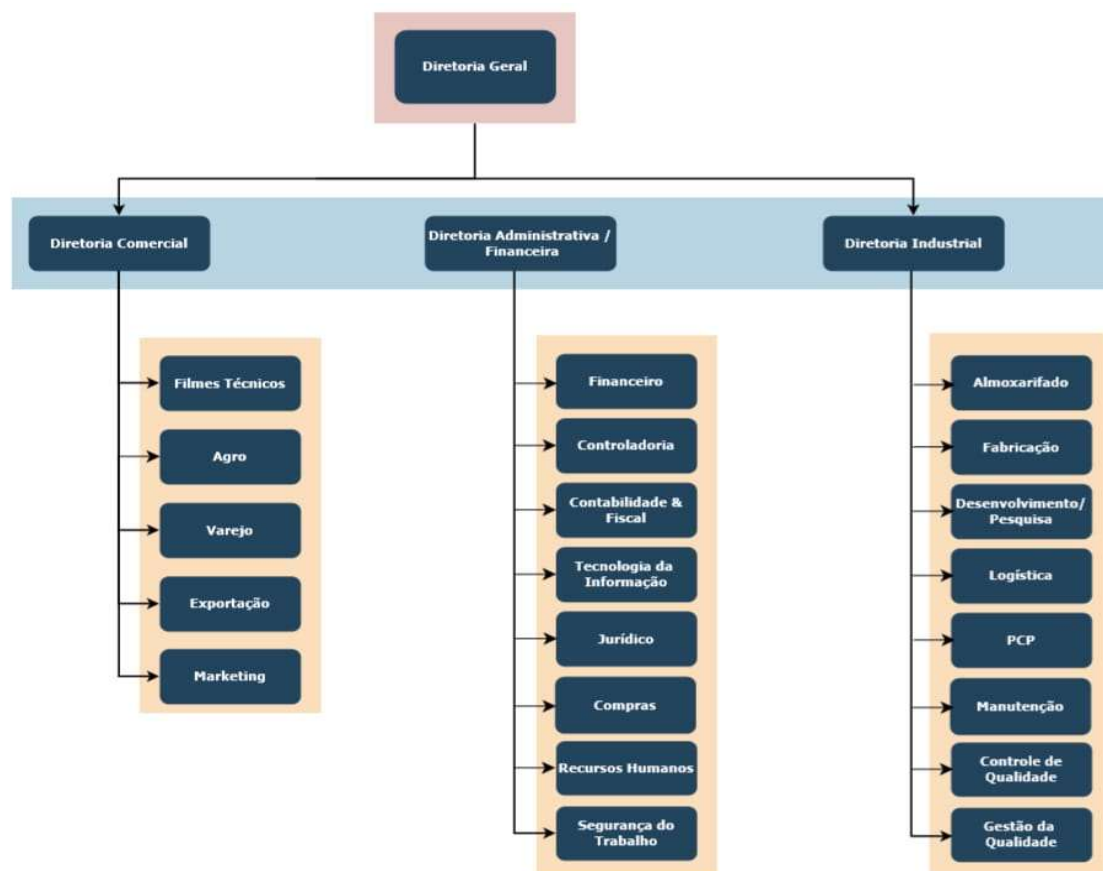 Diretoria Geral
Diretoria Comercial
Diretoria Administrativa /
Financeira
Diretoria Industrial
Filmes Técnicos
Agro
Varejo
Exportação
Marketing
Financeiro
Controladoria
Contabilidade &
Fiscal
Tecnologia da
Informação
Jurídico
Compras
Recursos Humanos
Segurança do
Trabalho
Almoxarifado
Fabricação
Desenvolvimento/
Pesquisa
Logística
PCP
Manutenção
Controle de
Qualidade
Gestão da
Qualidade